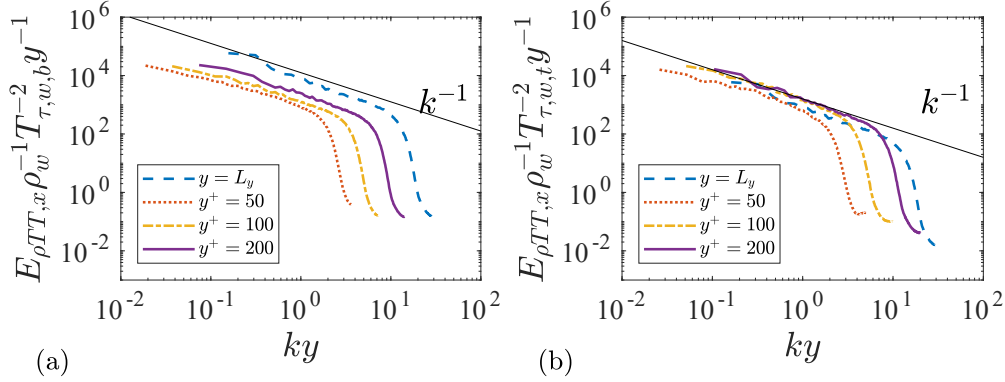 10^6
10^4
10^2
10^0
10^{-2}
10^{-2} 10^{-1} 10^0 10^1 10^2
E_{ρTT,x}ρ_w^{-1}T_{τ,w,b}^{-2}y^{-1}
ky
k^{-1}
y = L_y
y^+ = 50
y^+ = 100
y^+ = 200
(a)
10^6
10^4
10^2
10^0
10^{-2}
10^{-2} 10^{-1} 10^0 10^1 10^2
E_{ρTT,x}ρ_w^{-1}T_{τ,w,t}^{-2}y^{-1}
ky
k^{-1}
y = L_y
y^+ = 50
y^+ = 100
y^+ = 200
(b)